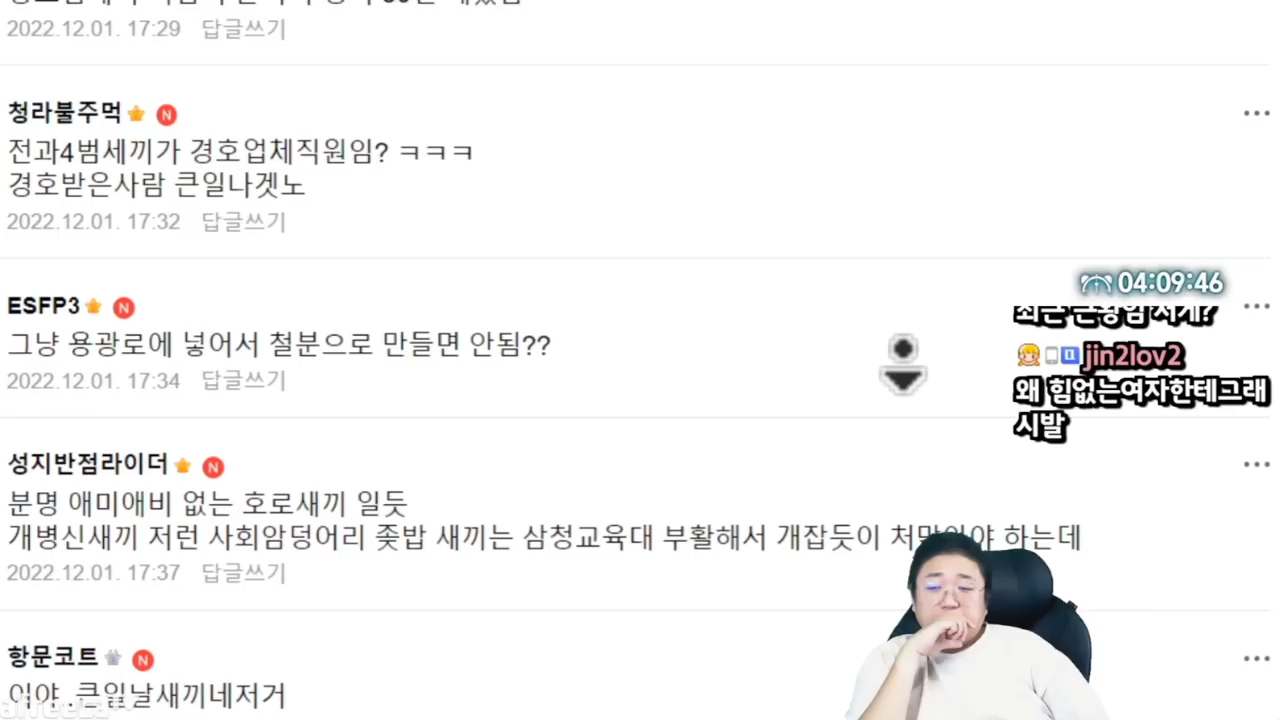 2022.12.01. 17:29 답글쓰기
청라불주먹 N
전과4범세끼가 경호업체직원임? ㅋㅋㅋ
경호받은사람 큰일나겟노
2022.12.01. 17:32 답글쓰기
ESFP3 N
그냥 용광로에 넣어서 철분으로 만들면 안됨??
2022.12.01. 17:34 답글쓰기
성지반점라이더 N
분명 애미애비 없는 호로새끼 일듯
개병신새끼 저런 사회암덩어리 좆밥 새끼는 삼청교육대 부활해서 개잡듯이 하는데
2022.12.01. 17:37 답글쓰기
항문코트 N
이야 .큰일날새끼네저거
04:09:46
jin2lov2
왜 힘없는여자한테그래
시발
afreecaTV